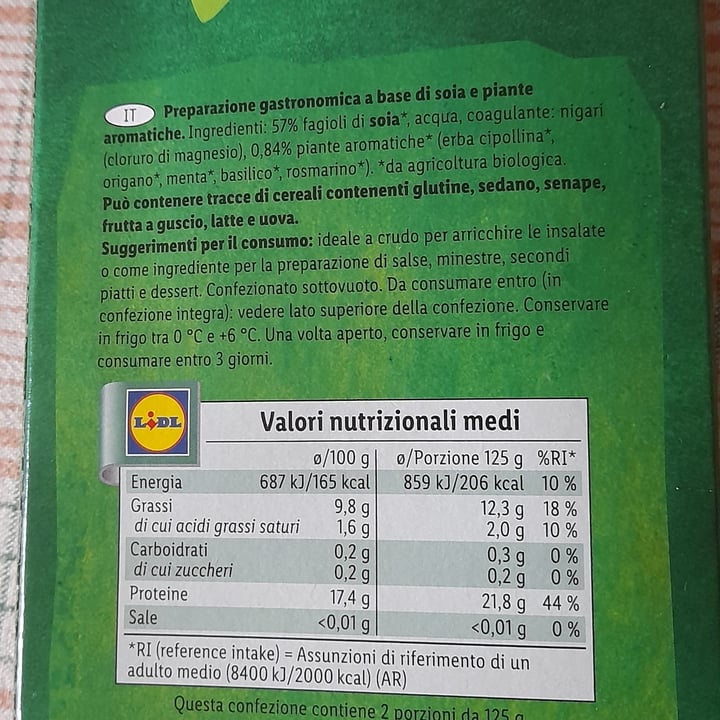 IT Preparazione gastronomica a base di soia e piante
aromatiche. Ingredienti: 57% fagioli di soia*, acqua, coagulante: nigari
(cloruro di magnesio), 0,84% piante aromatiche* (erba cipollina*,
origano*, menta*, basilico*, rosmarino*). *da agricoltura biologica.
Può contenere tracce di cereali contenenti glutine, sedano, senape,
frutta a guscio, latte e uova.
Suggerimenti per il consumo: ideale a crudo per arricchire le insalate
o come ingrediente per la preparazione di salse, minestre, secondi
piatti e dessert. Confezionato sottovuoto. Da consumare entro (in
confezione integra): vedere lato superiore della confezione. Conservare
in frigo tra 0 °C e +6 °C. Una volta aperto, conservare in frigo e
consumare entro 3 giorni.
LIDL
Valori nutrizionali medi
ø/100 g ø/Porzione 125 g %RI*
Energia 687 kJ/165 kcal 859 kJ/206 kcal 10 %
Grassi 9,8 g 12,3 g 18 %
di cui acidi grassi saturi 1,6 g 2,0 g 10 %
Carboidrati 0,2 g 0,3 g 0 %
di cui zuccheri 0,2 g 0,2 g 0 %
Proteine 17,4 g 21,8 g 44 %
Sale <0,01 g <0,01 g 0 %
*RI (reference intake) = Assunzioni di riferimento di un
adulto medio (8400 kJ/2000 kcal) (AR)
Questa confezione contiene 2 porzioni da 125 g